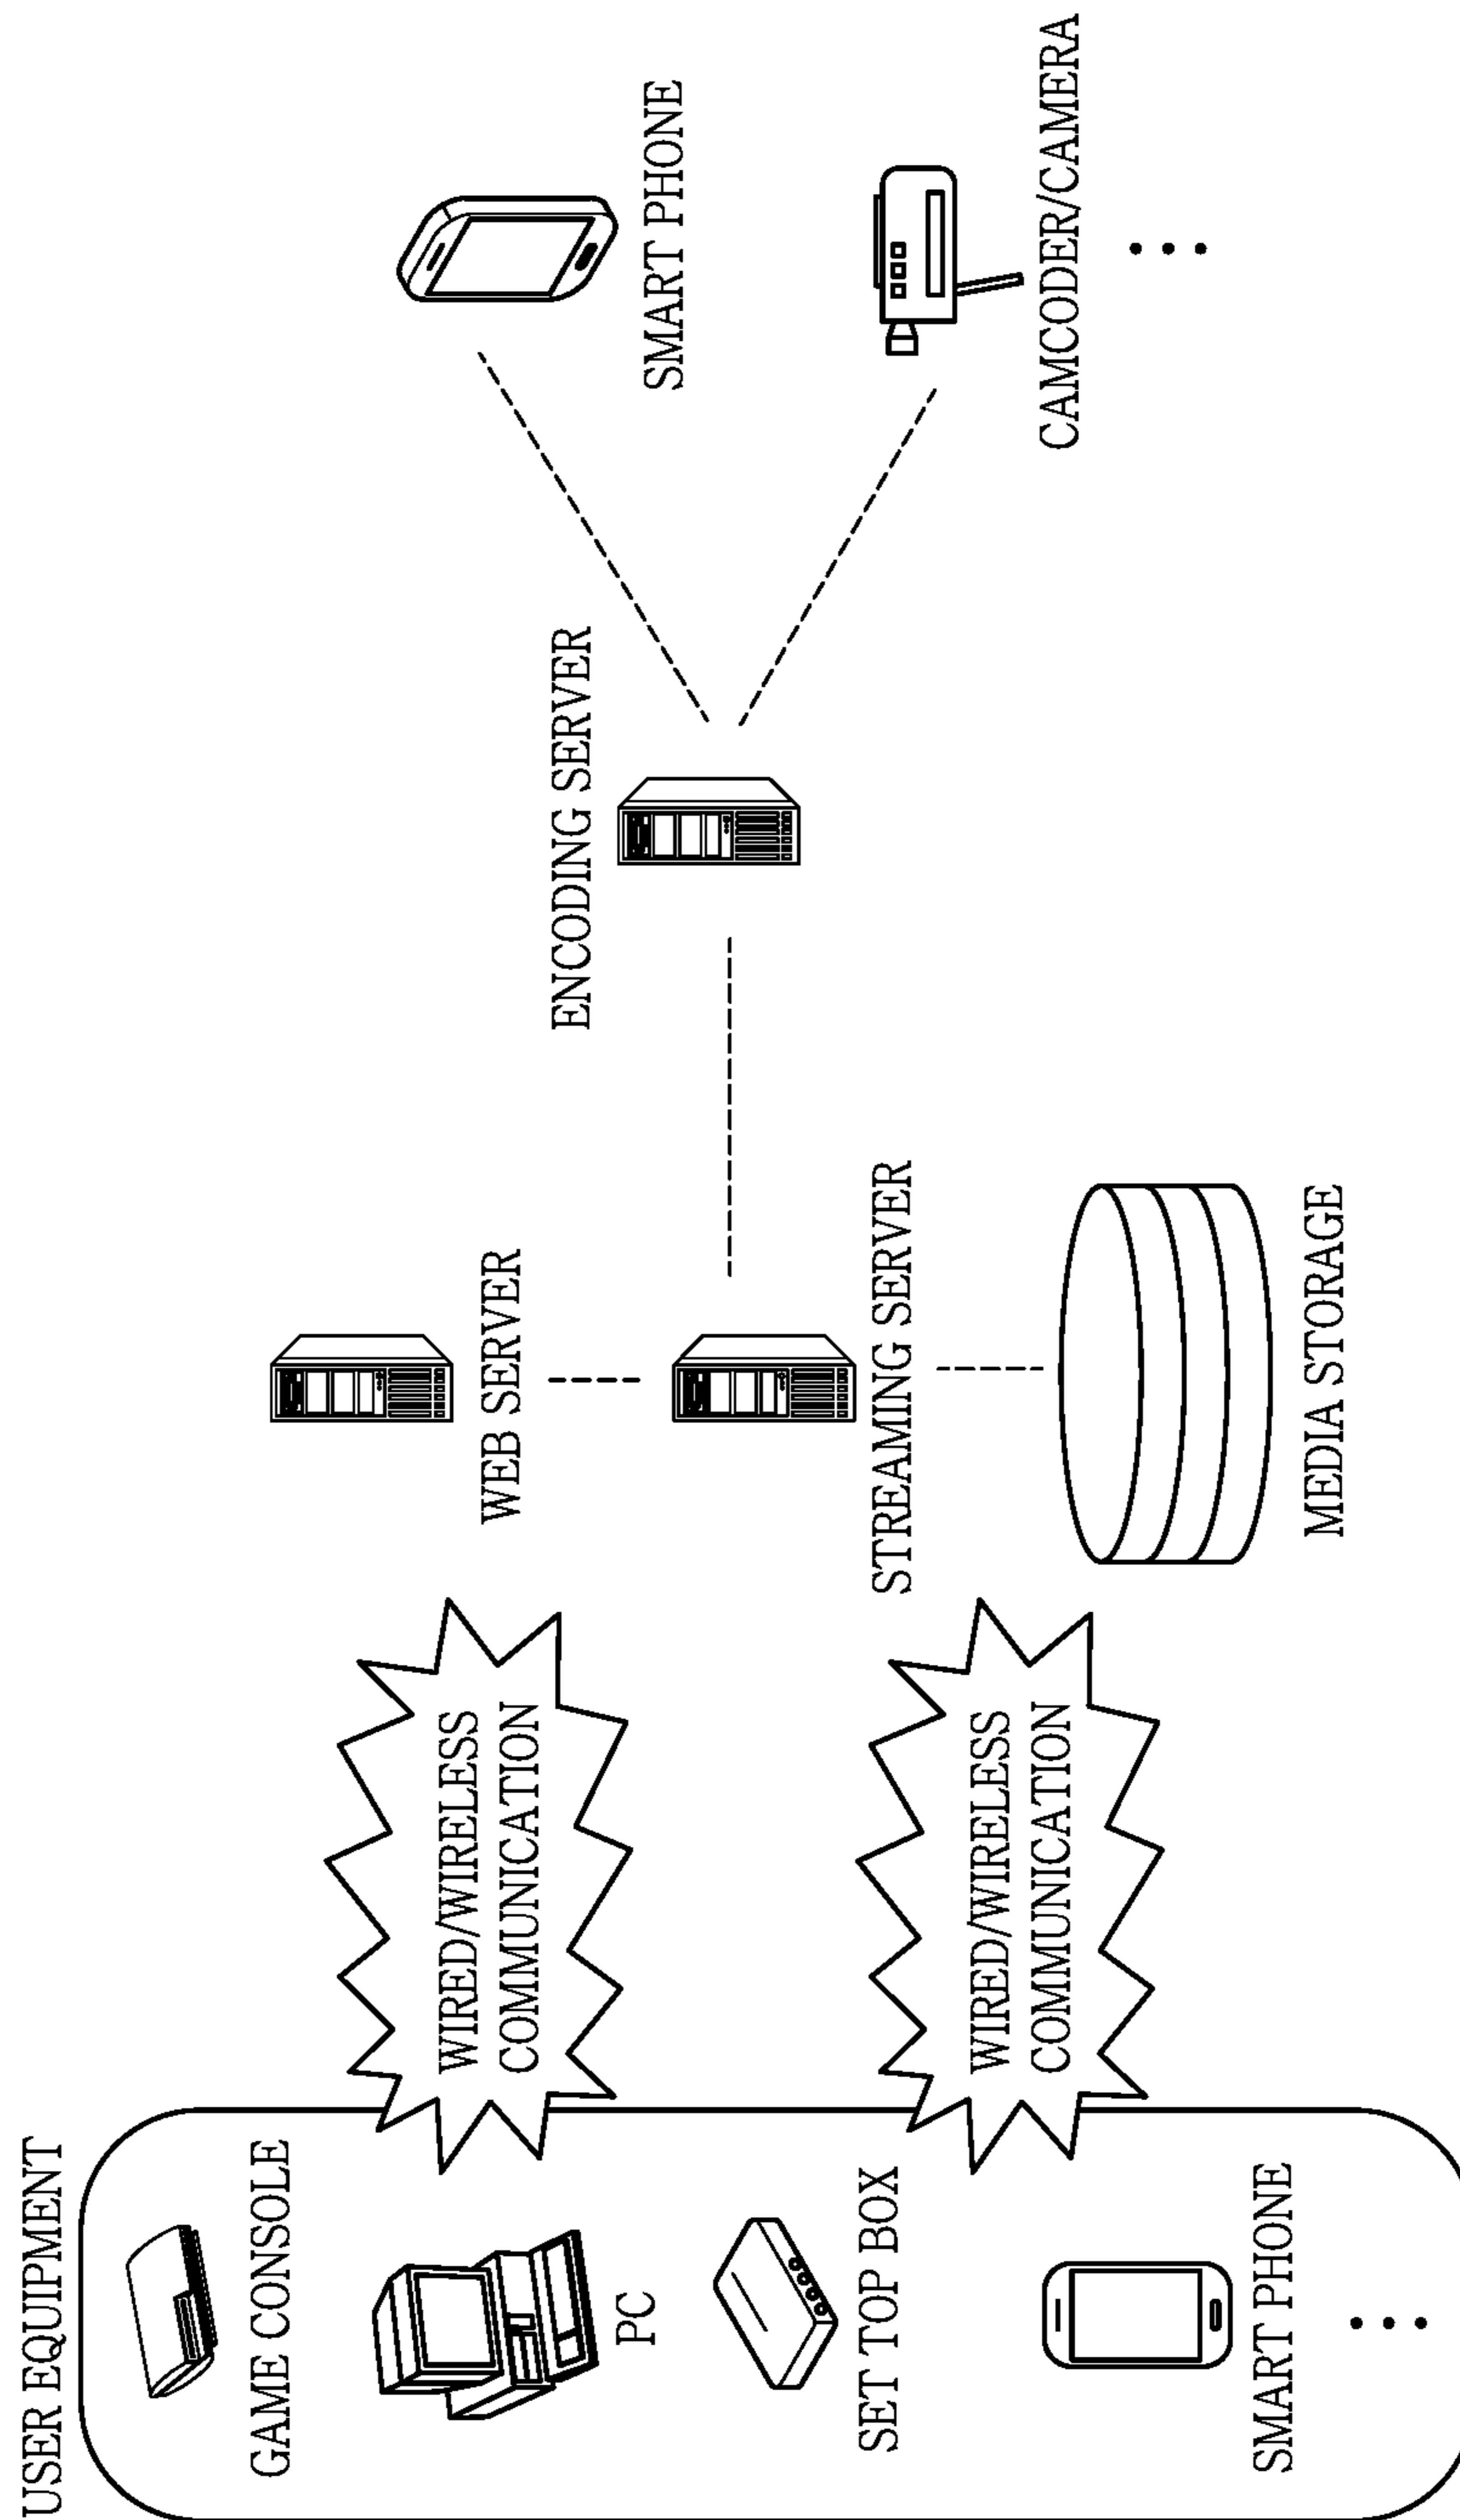 USER EQUIPMENT
GAME CONSOLE
PC
SET TOP BOX
SMART PHONE
WIRED/WIRELESS
COMMUNICATION
WIRED/WIRELESS
COMMUNICATION
WEB SERVER
STREAMING SERVER
MEDIA STORAGE
ENCODING SERVER
SMART PHONE
CAMCODER/CAMERA